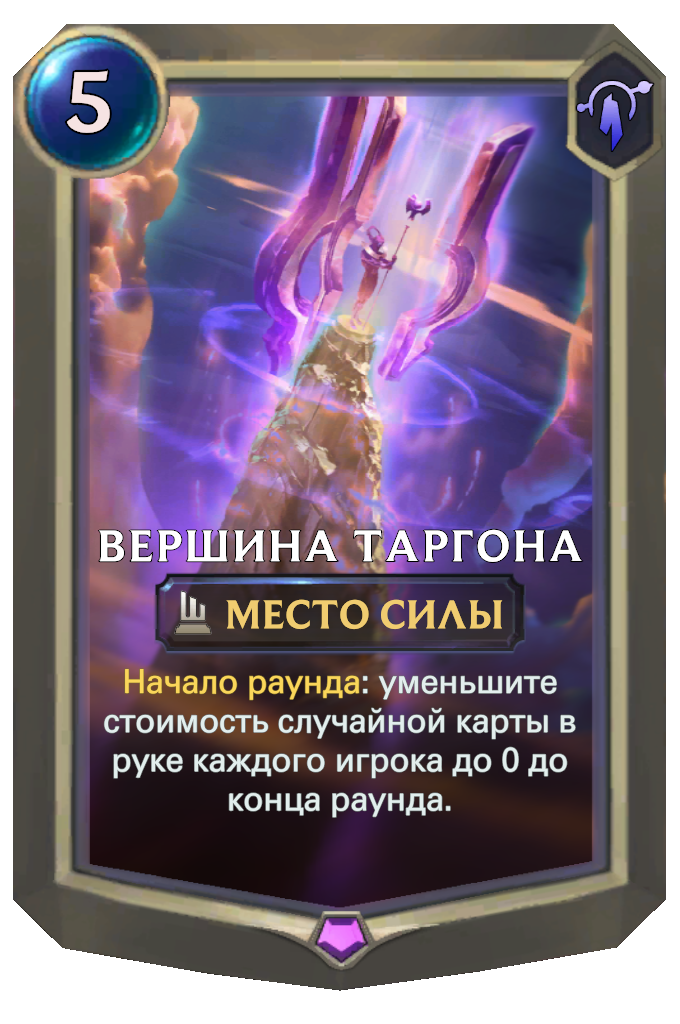 5
ВЕРШИНА ТАРГОНА
МЕСТО СИЛЫ
Начало раунда: уменьшите
стоимость случайной карты в
руке каждого игрока до 0 до
конца раунда.